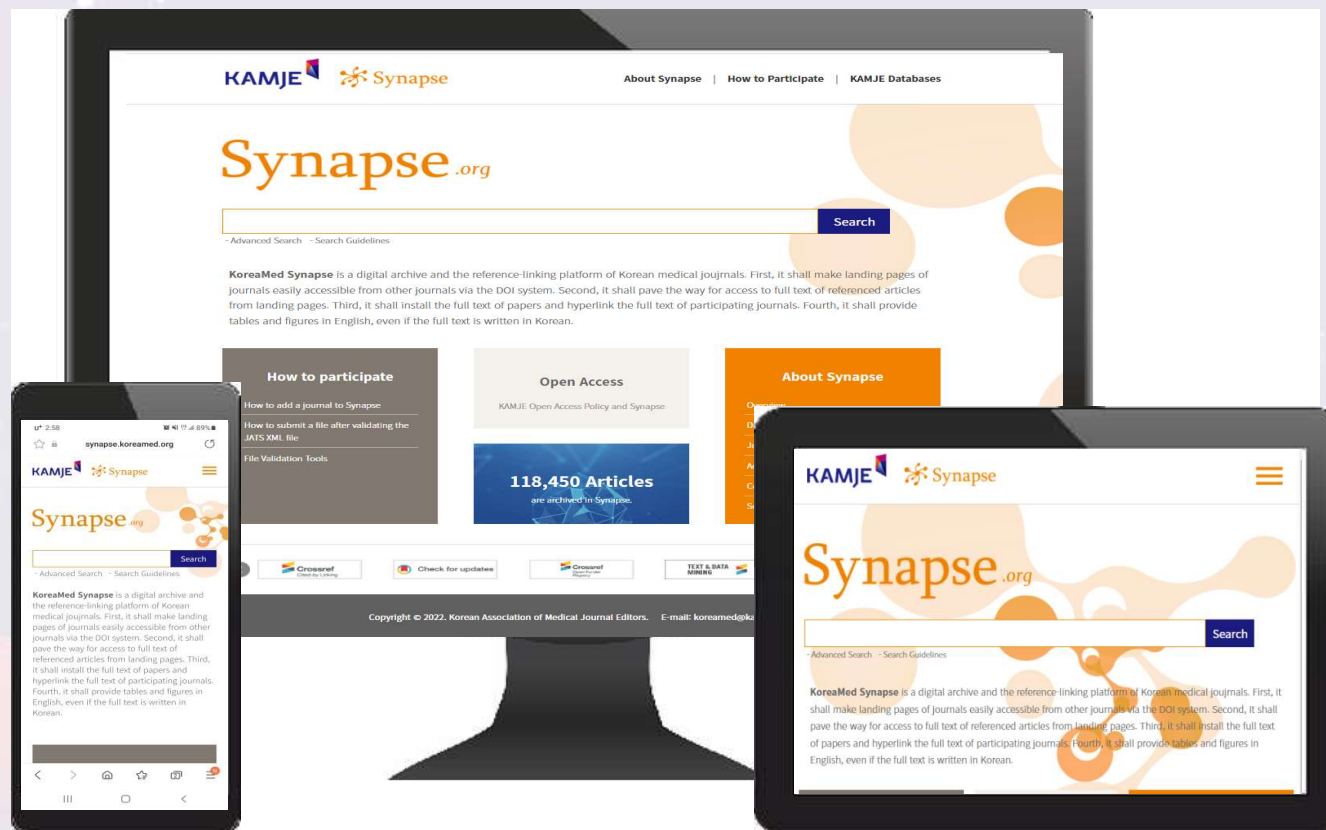 KAMJE Synapse
About Synapse | How to Participate | KAMJE Databases
Synapse.org
Search
- Advanced Search - Search Guidelines
KoreaMed Synapse is a digital archive and the reference-linking platform of Korean medical joujrnals. First, it shall make landing pages of
journals easily accessible from other journals via the DOI system. Second, it shall pave the way for access to full text of referenced articles
from landing pages. Third, it shall install the full text of papers and hyperlink the full text of participating journals. Fourth, it shall provide
tables and figures in English, even if the full text is written in Korean.
How to participate
How to add a journal to Synapse
How to submit a file after validating the
JATS XML file
File Validation Tools
Open Access
KAMJE Open Access Policy and Synapse
118,450 Articles
are archived in Synapse.
About Synapse
Crossref
Cited-by Linking
Check for updates
Crossref
TEXT & DATA
MINING
Copyright © 2022. Korean Association of Medical Journal Editors. E-mail: koreamed@ka
2:58
89%
synapse.koreamed.org
KAMJE Synapse
Synapse.org
Search
- Advanced Search - Search Guidelines
KoreaMed Synapse is a digital archive and
the reference-linking platform of Korean
medical joujrnals. First, it shall make landing
pages of journals easily accessible from other
journals via the DOI system. Second, it shall
pave the way for access to full text of
referenced articles from landing pages. Third,
it shall install the full text of papers and
hyperlink the full text of participating journals.
Fourth, it shall provide tables and figures in
English, even if the full text is written in
Korean.
KAMJE Synapse
Synapse.org
Search
- Advanced Search - Search Guidelines
KoreaMed Synapse is a digital archive and the reference-linking platform of Korean medical joujrnals. First, it
shall make landing pages of journals easily accessible from other journals via the DOI system. Second, it shall
pave the way for access to full text of referenced articles from landing pages. Third, it shall install the full text
of papers and hyperlink the full text of participating journals. Fourth, it shall provide tables and figures in
English, even if the full text is written in Korean.